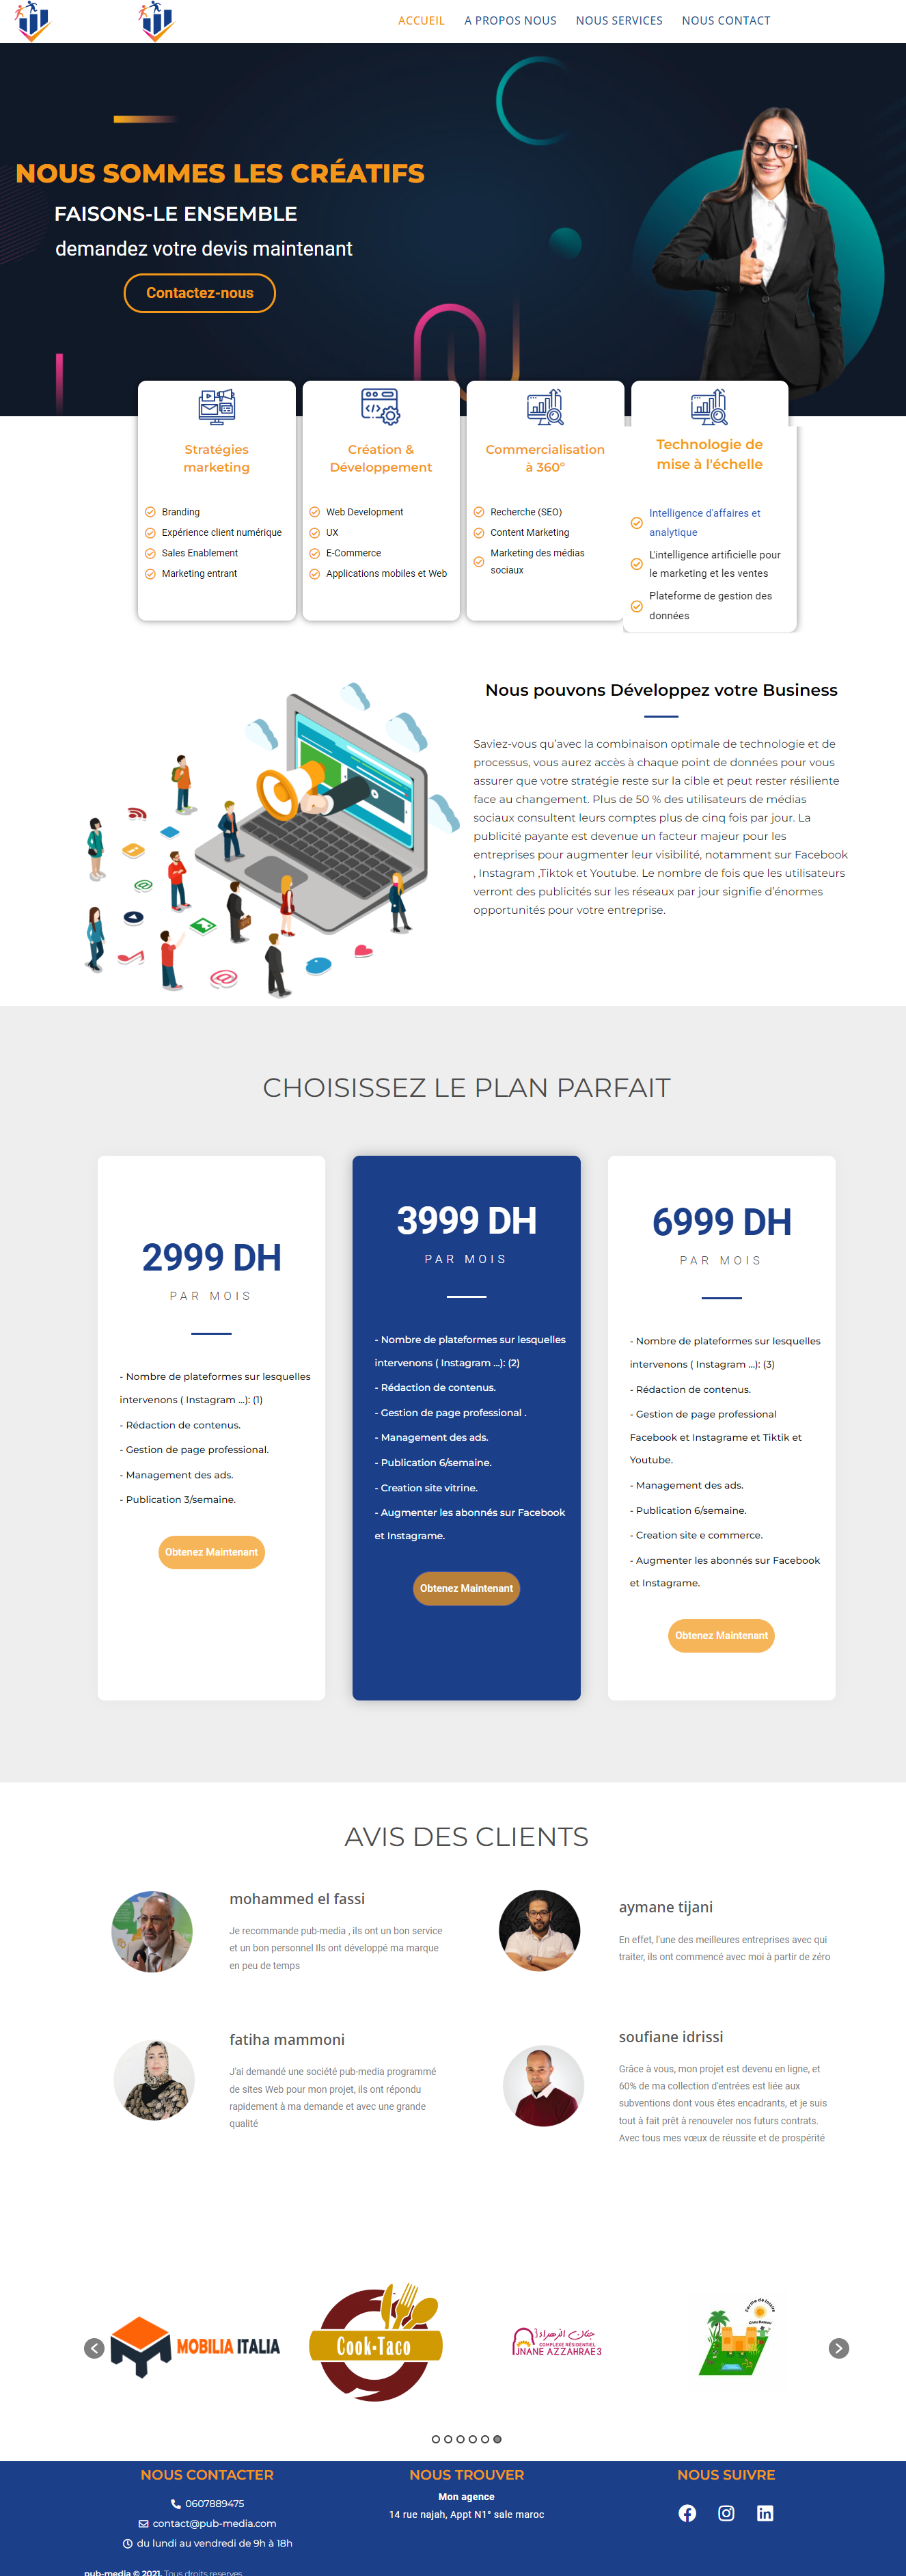 ACCUEIL A PROPOS NOUS NOUS SERVICES NOUS CONTACT
NOUS SOMMES LES CRÉATIFS
FAISONS-LE ENSEMBLE
demandez votre devis maintenant
Contactez-nous
Stratégies
marketing
Branding
Expérience client numérique
Sales Enablement
Marketing entrant
Création &
Développement
Web Development
UX
E-Commerce
Applications mobiles et Web
Commercialisation
à 360°
Recherche (SEO)
Content Marketing
Marketing des médias
sociaux
Technologie de
mise à l'échelle
Intelligence d'affaires et
analytique
L'intelligence artificielle pour
le marketing et les ventes
Plateforme de gestion des
données
Nous pouvons Développez votre Business
Saviez-vous qu'avec la combinaison optimale de technologie et de
processus, vous aurez accès à chaque point de données pour vous
assurer que votre stratégie reste sur la cible et peut rester résiliente
face au changement. Plus de 50 % des utilisateurs de médias
sociaux consultent leurs comptes plus de cinq fois par jour. La
publicité payante est devenue un facteur majeur pour les
entreprises pour augmenter leur visibilité, notamment sur Facebook
, Instagram ,Tiktok et Youtube. Le nombre de fois que les utilisateurs
verront des publicités sur les réseaux par jour signifie d'énormes
opportunités pour votre entreprise.
CHOISISSEZ LE PLAN PARFAIT
2999 DH
PAR MOIS
- Nombre de plateformes sur lesquelles
intervenons ( Instagram ...): (1)
- Rédaction de contenus.
- Gestion de page professional.
- Management des ads.
- Publication 3/semaine.
Obtenez Maintenant
3999 DH
PAR MOIS
- Nombre de plateformes sur lesquelles
intervenons ( Instagram ...): (2)
- Rédaction de contenus.
- Gestion de page professional .
- Management des ads.
- Publication 6/semaine.
- Creation site vitrine.
- Augmenter les abonnés sur Facebook
et Instagrame.
Obtenez Maintenant
6999 DH
PAR MOIS
- Nombre de plateformes sur lesquelles
intervenons ( Instagram ...): (3)
- Rédaction de contenus.
- Gestion de page professional
Facebook et Instagrame et Tiktik et
Youtube.
- Management des ads.
- Publication 6/semaine.
- Creation site e commerce.
- Augmenter les abonnés sur Facebook
et Instagrame.
Obtenez Maintenant
AVIS DES CLIENTS
mohammed el fassi
Je recommande pub-media , ils ont un bon service
et un bon personnel Ils ont développé ma marque
en peu de temps
aymane tijani
En effet, l'une des meilleures entreprises avec qui
traiter, ils ont commencé avec moi à partir de zéro
fatiha mammoni
J'ai demandé une société pub-media programmé
de sites Web pour mon projet, ils ont répondu
rapidement à ma demande et avec une grande
qualité
soufiane idrissi
Grâce à vous, mon projet est devenu en ligne, et
60% de ma collection d'entrées est liée aux
subventions dont vous êtes encadrants, et je suis
tout à fait prêt à renouveler nos futurs contrats.
Avec tous mes vœux de réussite et de prospérité
MOBILIA ITALIA
Cook-Taco
جنان الزهراء 3
COMPLEXE RÉSIDENTIEL
JNANE AZZAHRAE3
Ferme de loisirs
NOUS CONTACTER
0607889475
contact@pub-media.com
du lundi au vendredi de 9h à 18h
NOUS TROUVER
Mon agence
14 rue najah, Appt N1° sale maroc
NOUS SUIVRE
pub-media © 2021. Tous droits reserves